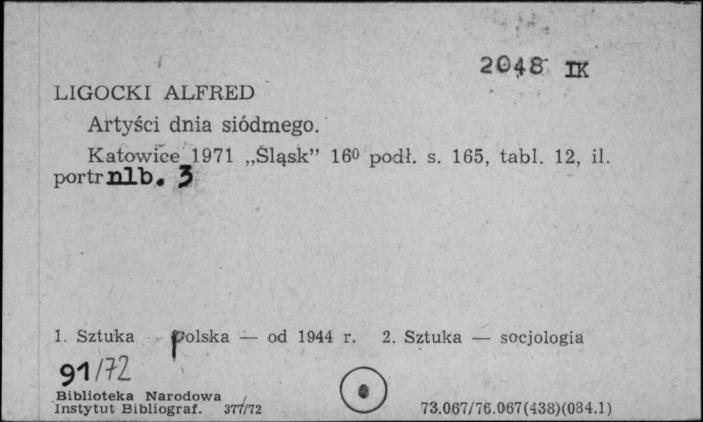 2048 IK
LIGOCKI ALFRED
Artyści dnia siódmego.
Katowice 1971 „Śląsk” 16⁰ podł. s. 165, tabl. 12, il.
portr nlb. 3
1. Sztuka polska — od 1944 r. 2. Sztuka — socjologia
91/72
Biblioteka Narodowa
Instytut Bibliograf. 377/72
73.067/76.067(438)(084.1)